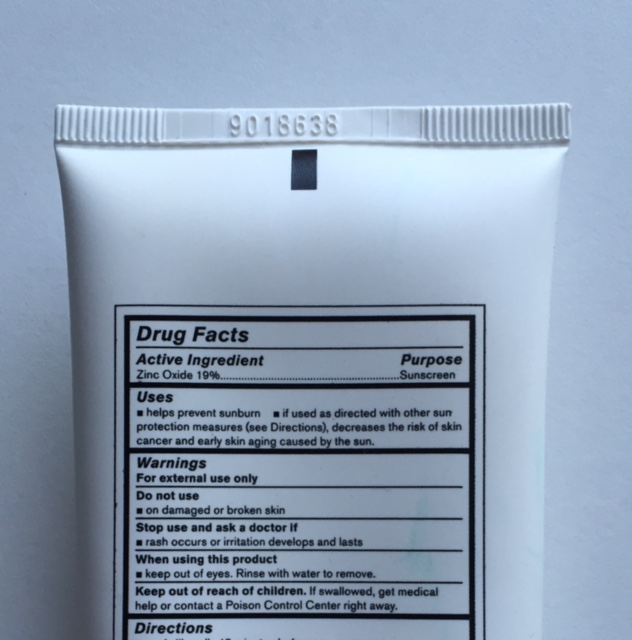 9018638
Drug Facts
Active Ingredient Purpose
Zinc Oxide 19%..........................................................Sunscreen
Uses
▪ helps prevent sunburn ▪ if used as directed with other sun
protection measures (see Directions), decreases the risk of skin
cancer and early skin aging caused by the sun.
Warnings
For external use only
Do not use
▪ on damaged or broken skin
Stop use and ask a doctor if
▪ rash occurs or irritation develops and lasts
When using this product
▪ keep out of eyes. Rinse with water to remove.
Keep out of reach of children. If swallowed, get medical
help or contact a Poison Control Center right away.
Directions